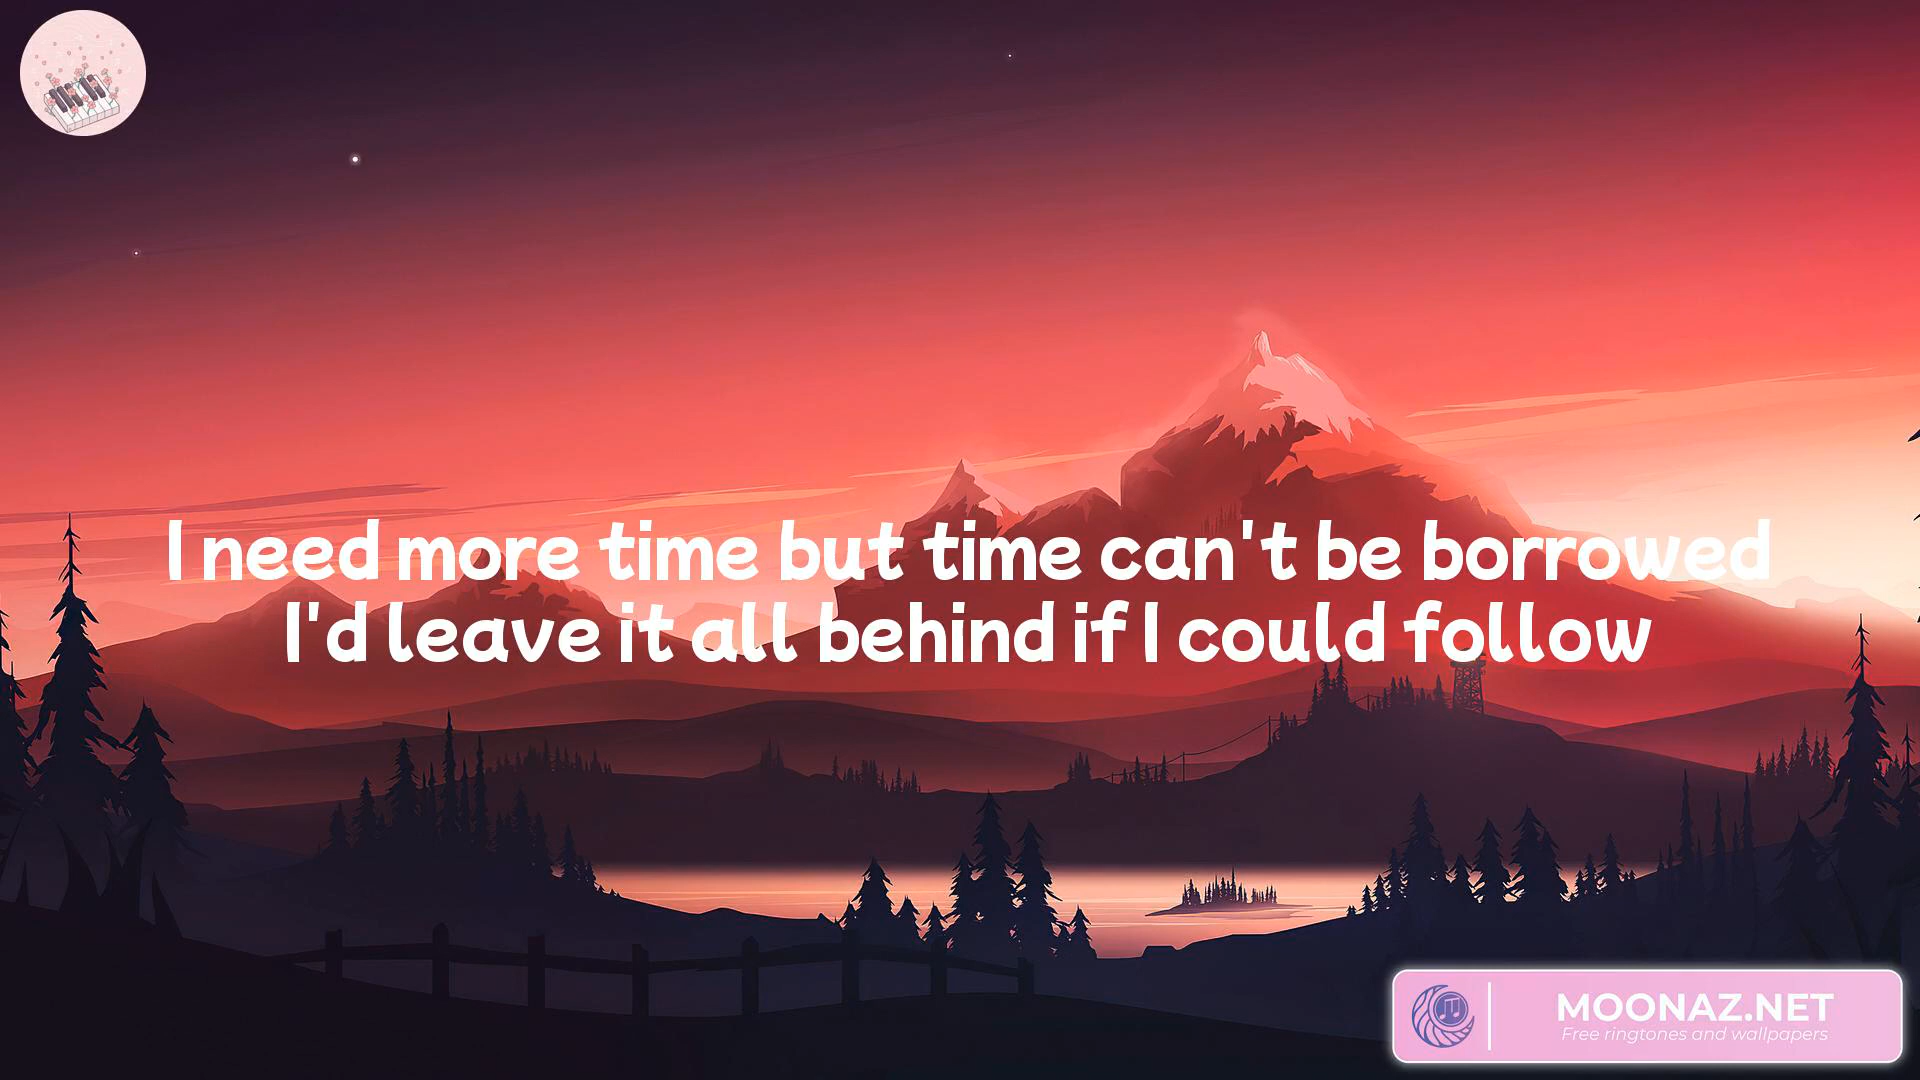 I need more time but time can't be borrowed
I'd leave it all behind if I could follow
MOONAZ.NET
Free ringtones and wallpapers